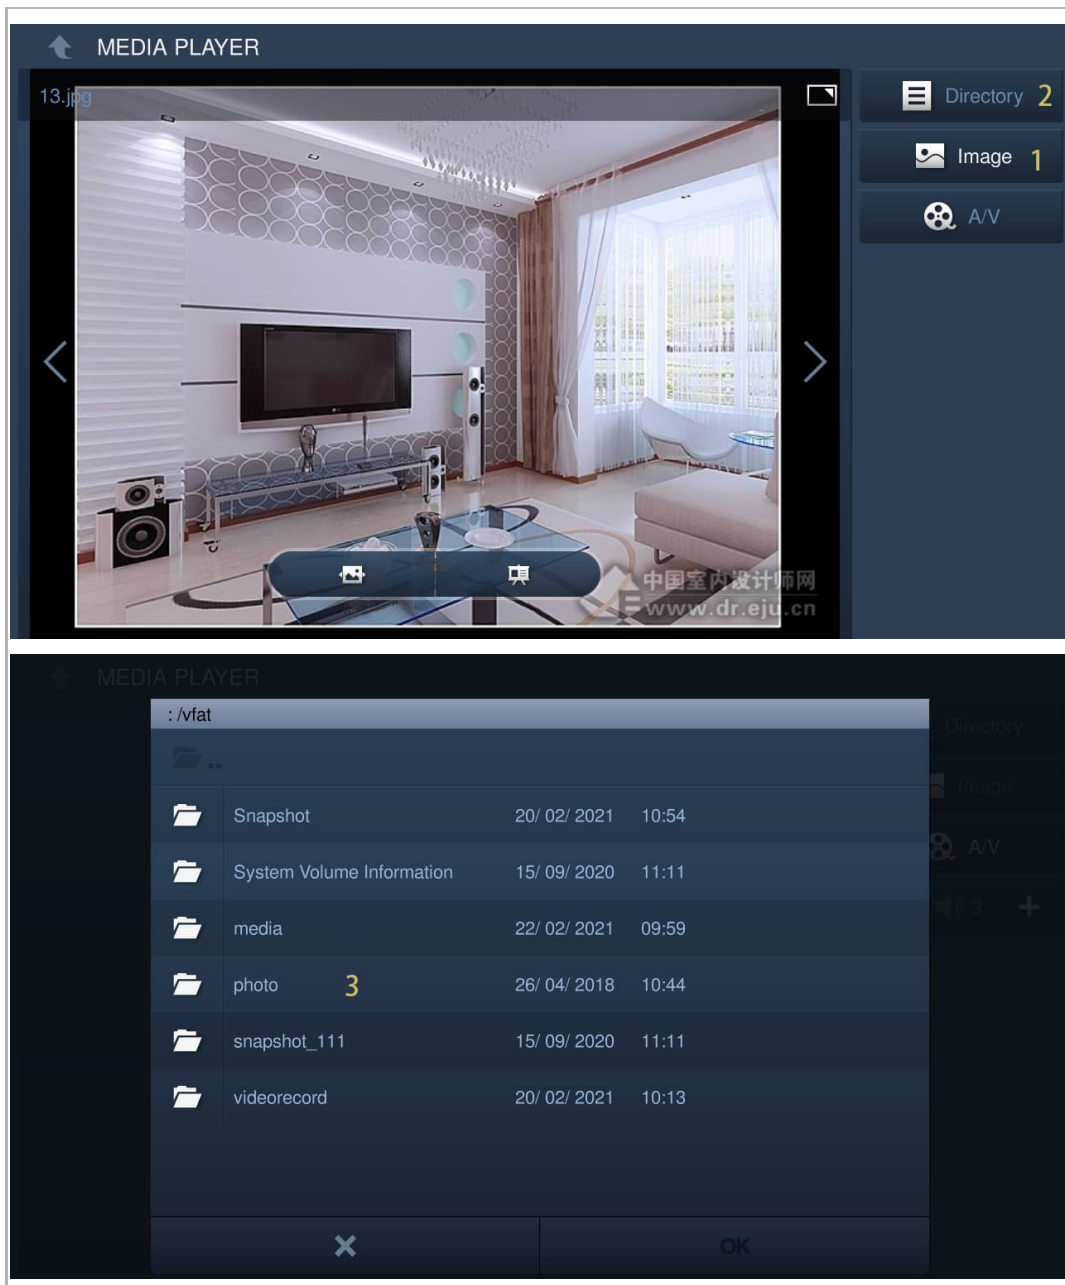 MEDIA PLAYER
13.jpg
Directory 2
Image 1
A/V
中国室内设计师网
www.dr.eju.cn
MEDIA PLAYER
: /vfat
Directory
..
Image
Snapshot 20/ 02/ 2021 10:54
A/V
System Volume Information 15/ 09/ 2020 11:11
3
media 22/ 02/ 2021 09:59
photo 3 26/ 04/ 2018 10:44
snapshot_111 15/ 09/ 2020 11:11
videorecord 20/ 02/ 2021 10:13
OK